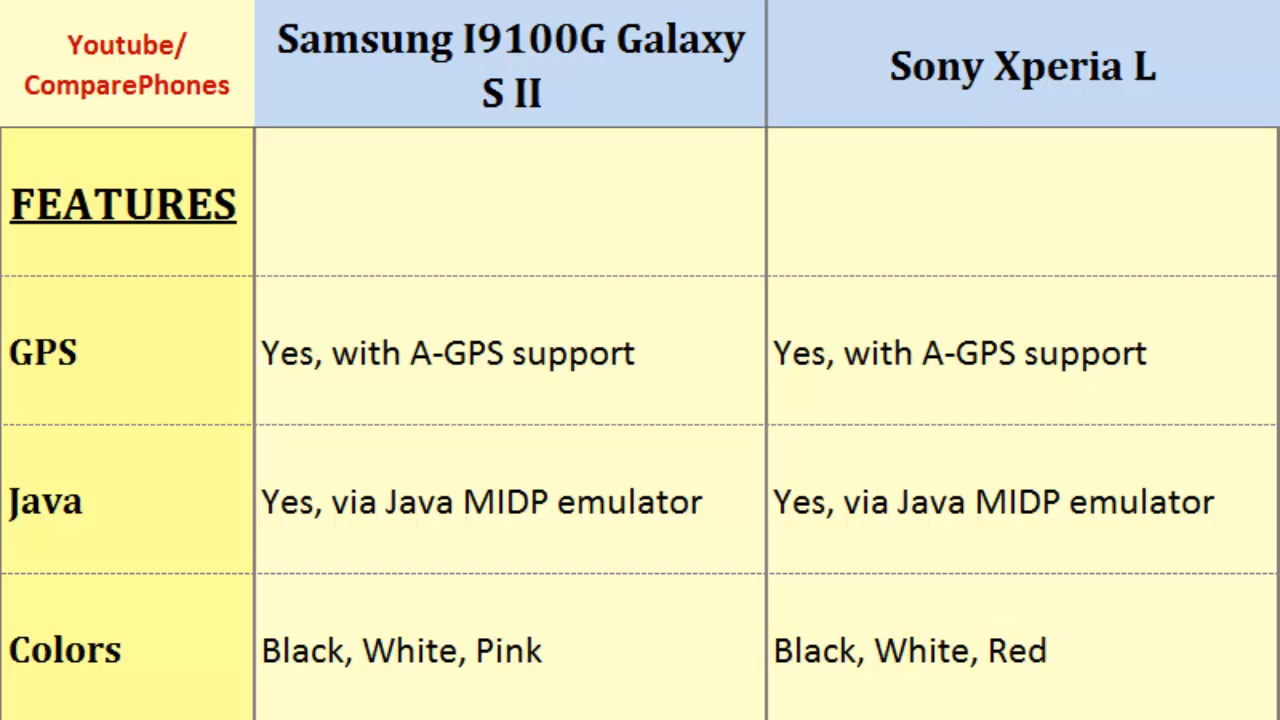 Youtube/
ComparePhones
Samsung I9100G Galaxy
S II
Sony Xperia L
FEATURES
GPS
Yes, with A-GPS support
Yes, with A-GPS support
Java
Yes, via Java MIDP emulator
Yes, via Java MIDP emulator
Colors
Black, White, Pink
Black, White, Red